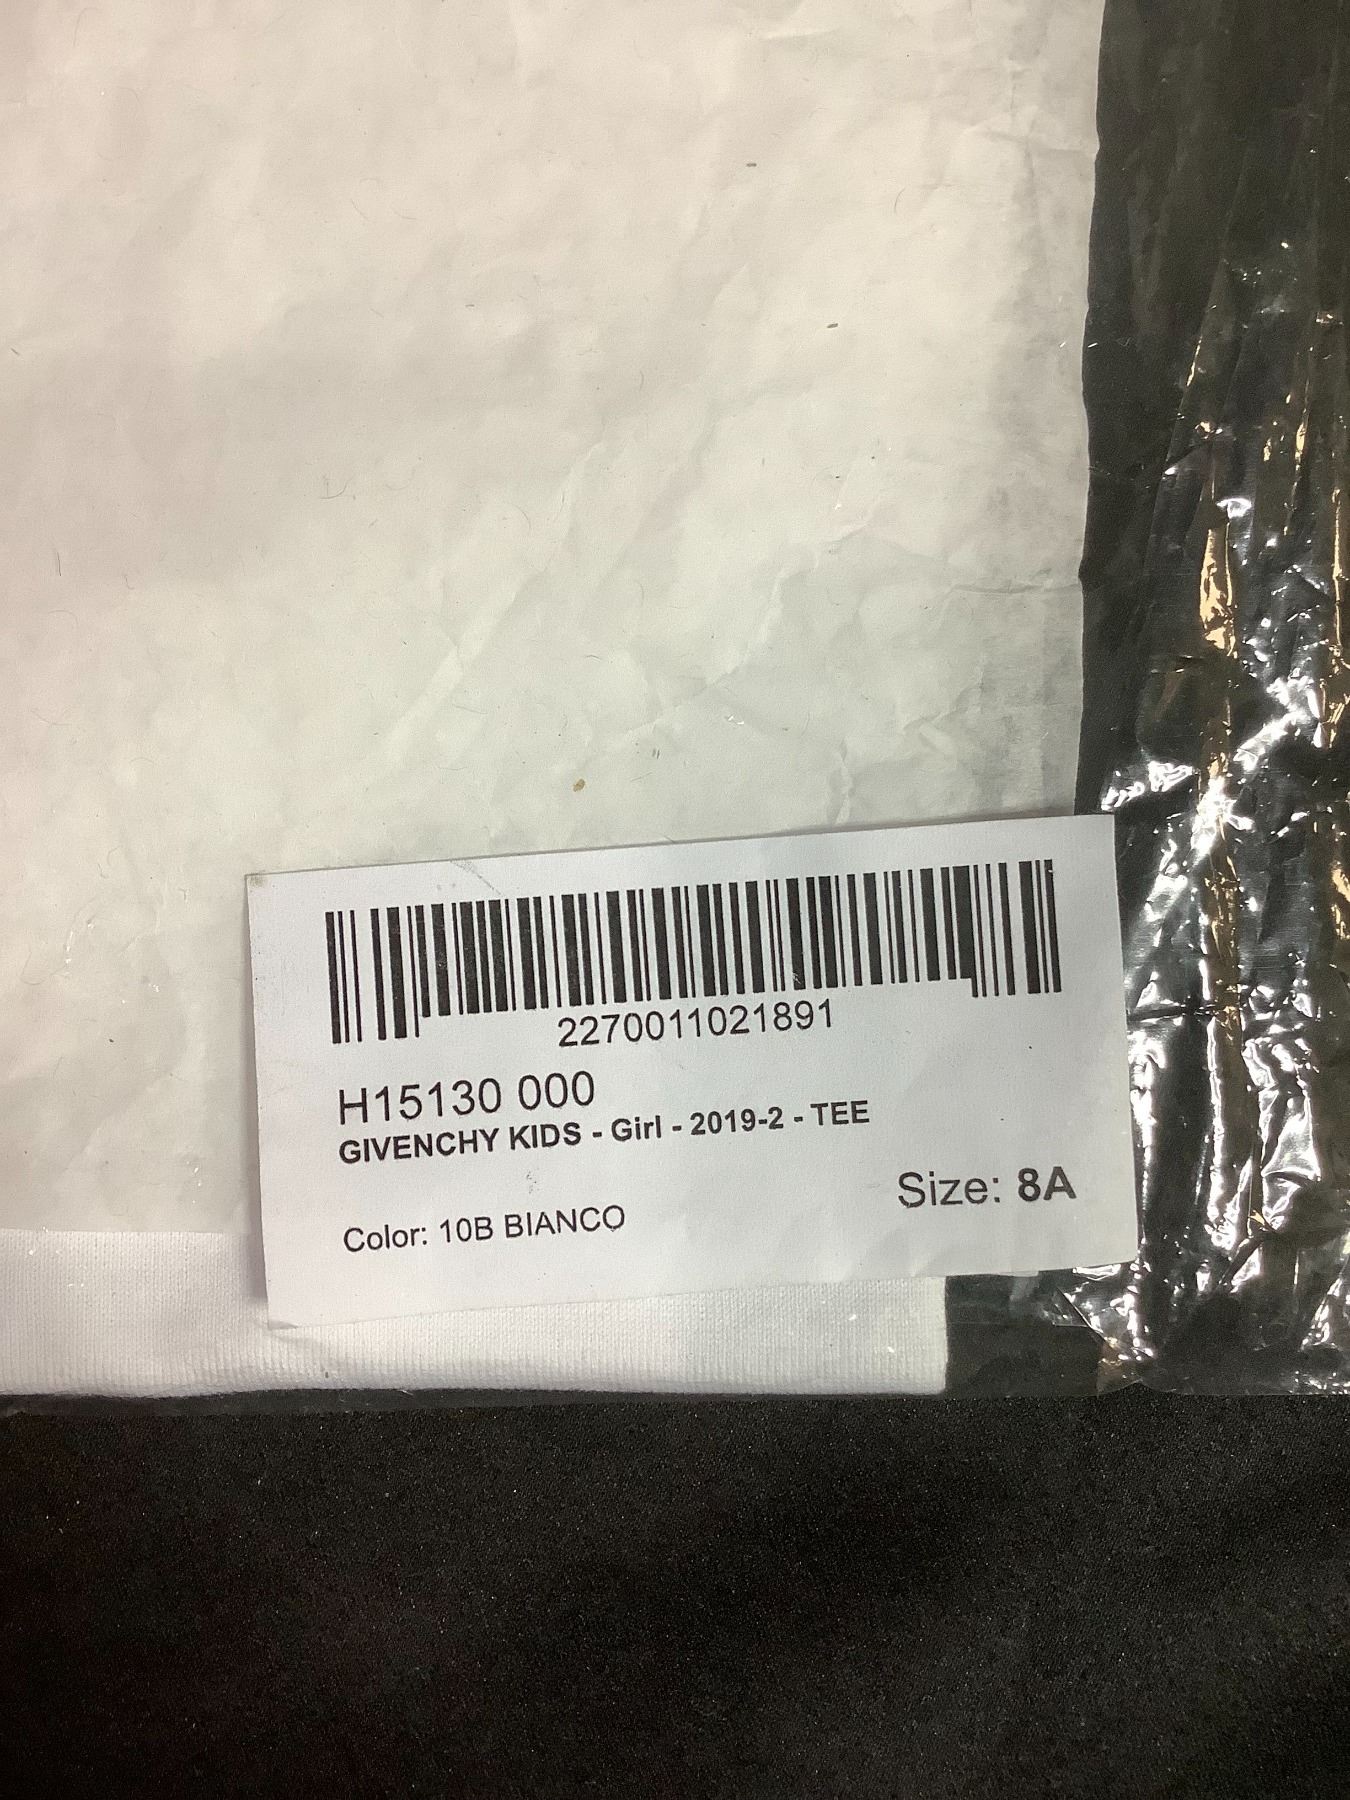 2270011021891
H15130 000
GIVENCHY KIDS - Girl - 2019-2 - TEE
Size: 8A
Color: 10B BIANCO